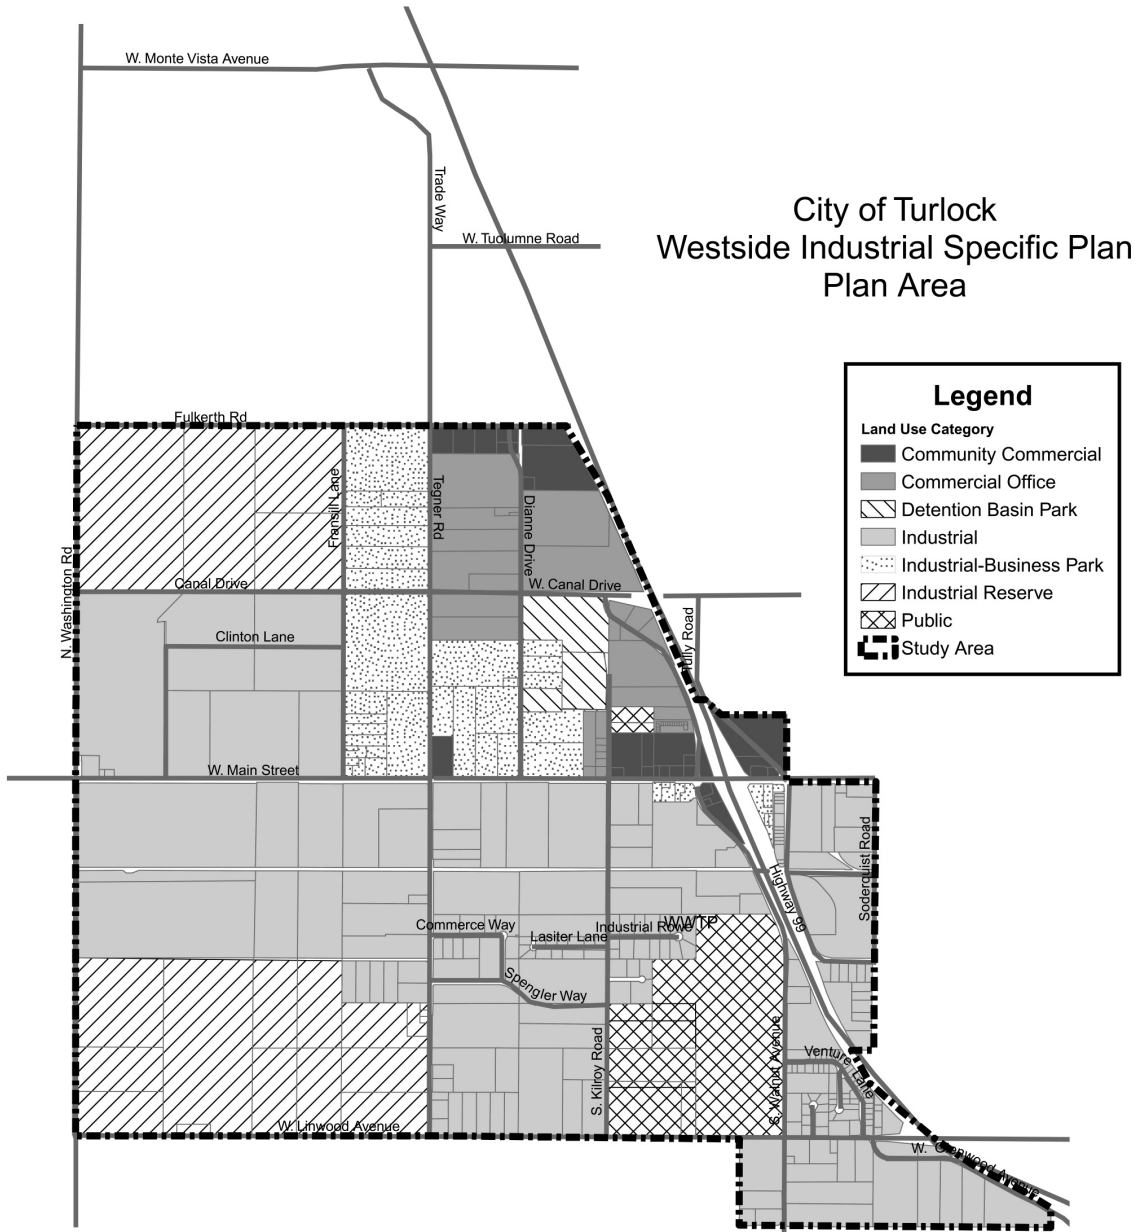 W. Monte Vista Avenue
Trade Way
W. Tuolumne Road
City of Turlock
Westside Industrial Specific Plan
Plan Area
Legend
Land Use Category
Community Commercial
Commercial Office
Detention Basin Park
Industrial
Industrial-Business Park
Industrial Reserve
Public
Study Area
Fulkerth Rd
N. Washington Rd
Fransil Lane
Tegner Rd
Dianne Drive
Canal Drive
W. Canal Drive
Clinton Lane
Tully Road
W. Main Street
Highway 99
Soderquist Road
Commerce Way
Lasiter Lane
Industrial Rowe
WWTP
Spengler Way
S. Kilroy Road
S. Walnut Avenue
Venture Lane
W. Linwood Avenue
W. Glenwood Avenue